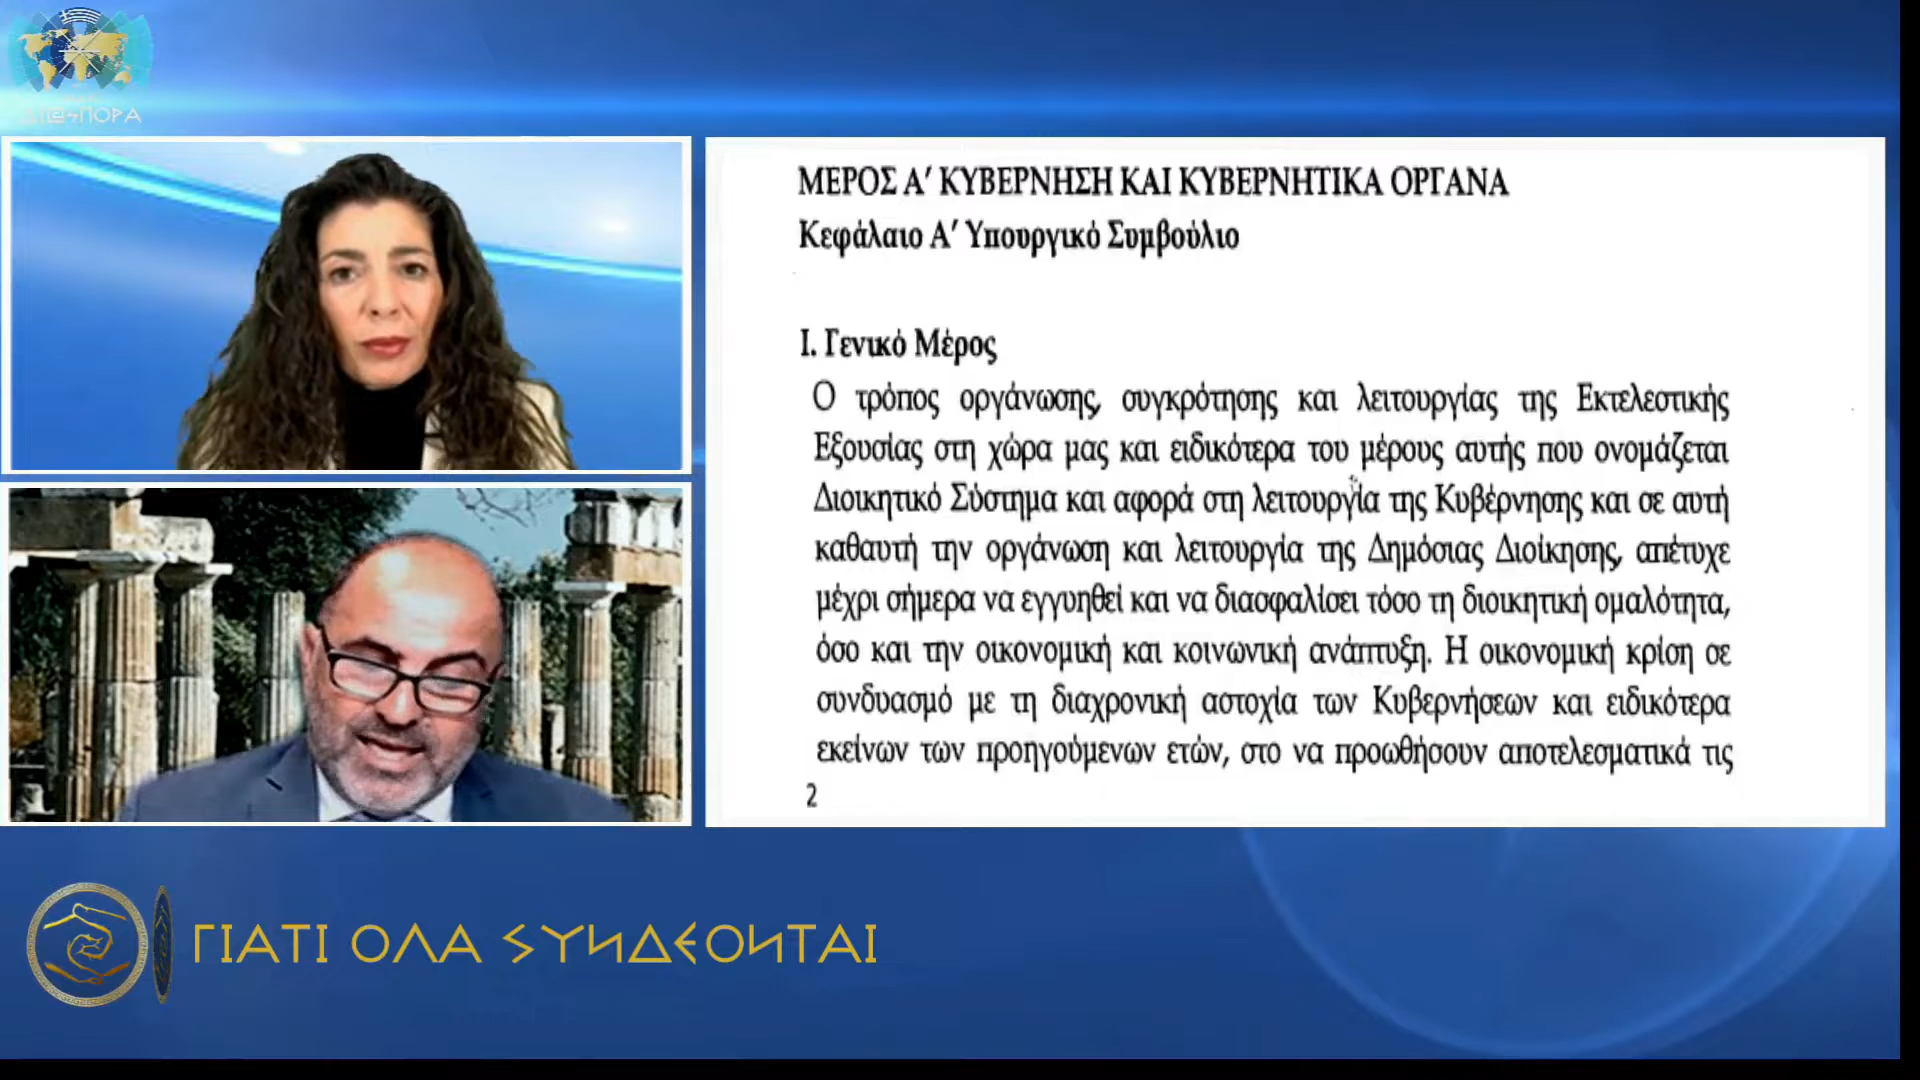 ΔΙΑΣΠΟΡΑ
ΜΕΡΟΣ Α’ ΚΥΒΕΡΝΗΣΗ ΚΑΙ ΚΥΒΕΡΝΗΤΙΚΑ ΟΡΓΑΝΑ
Κεφάλαιο Α’ Υπουργικό Συμβούλιο
Ι. Γενικό Μέρος
Ο τρόπος οργάνωσης, συγκρότησης και λειτουργίας της Εκτελεστικής
Εξουσίας στη χώρα μας και ειδικότερα του μέρους αυτής που ονομάζεται
Διοικητικό Σύστημα και αφορά στη λειτουργία της Κυβέρνησης και σε αυτή
καθαυτή την οργάνωση και λειτουργία της Δημόσιας Διοίκησης, απέτυχε
μέχρι σήμερα να εγγυηθεί και να διασφαλίσει τόσο τη διοικητική ομαλότητα,
όσο και την οικονομική και κοινωνική ανάπτυξη. Η οικονομική κρίση σε
συνδυασμό με τη διαχρονική αστοχία των Κυβερνήσεων και ειδικότερα
εκείνων των προηγούμενων ετών, στο να προωθήσουν αποτελεσματικά τις
2
ΓΙΑΤΙ ΟΛΑ ΣΥΝΔΕΟΝΤΑΙ